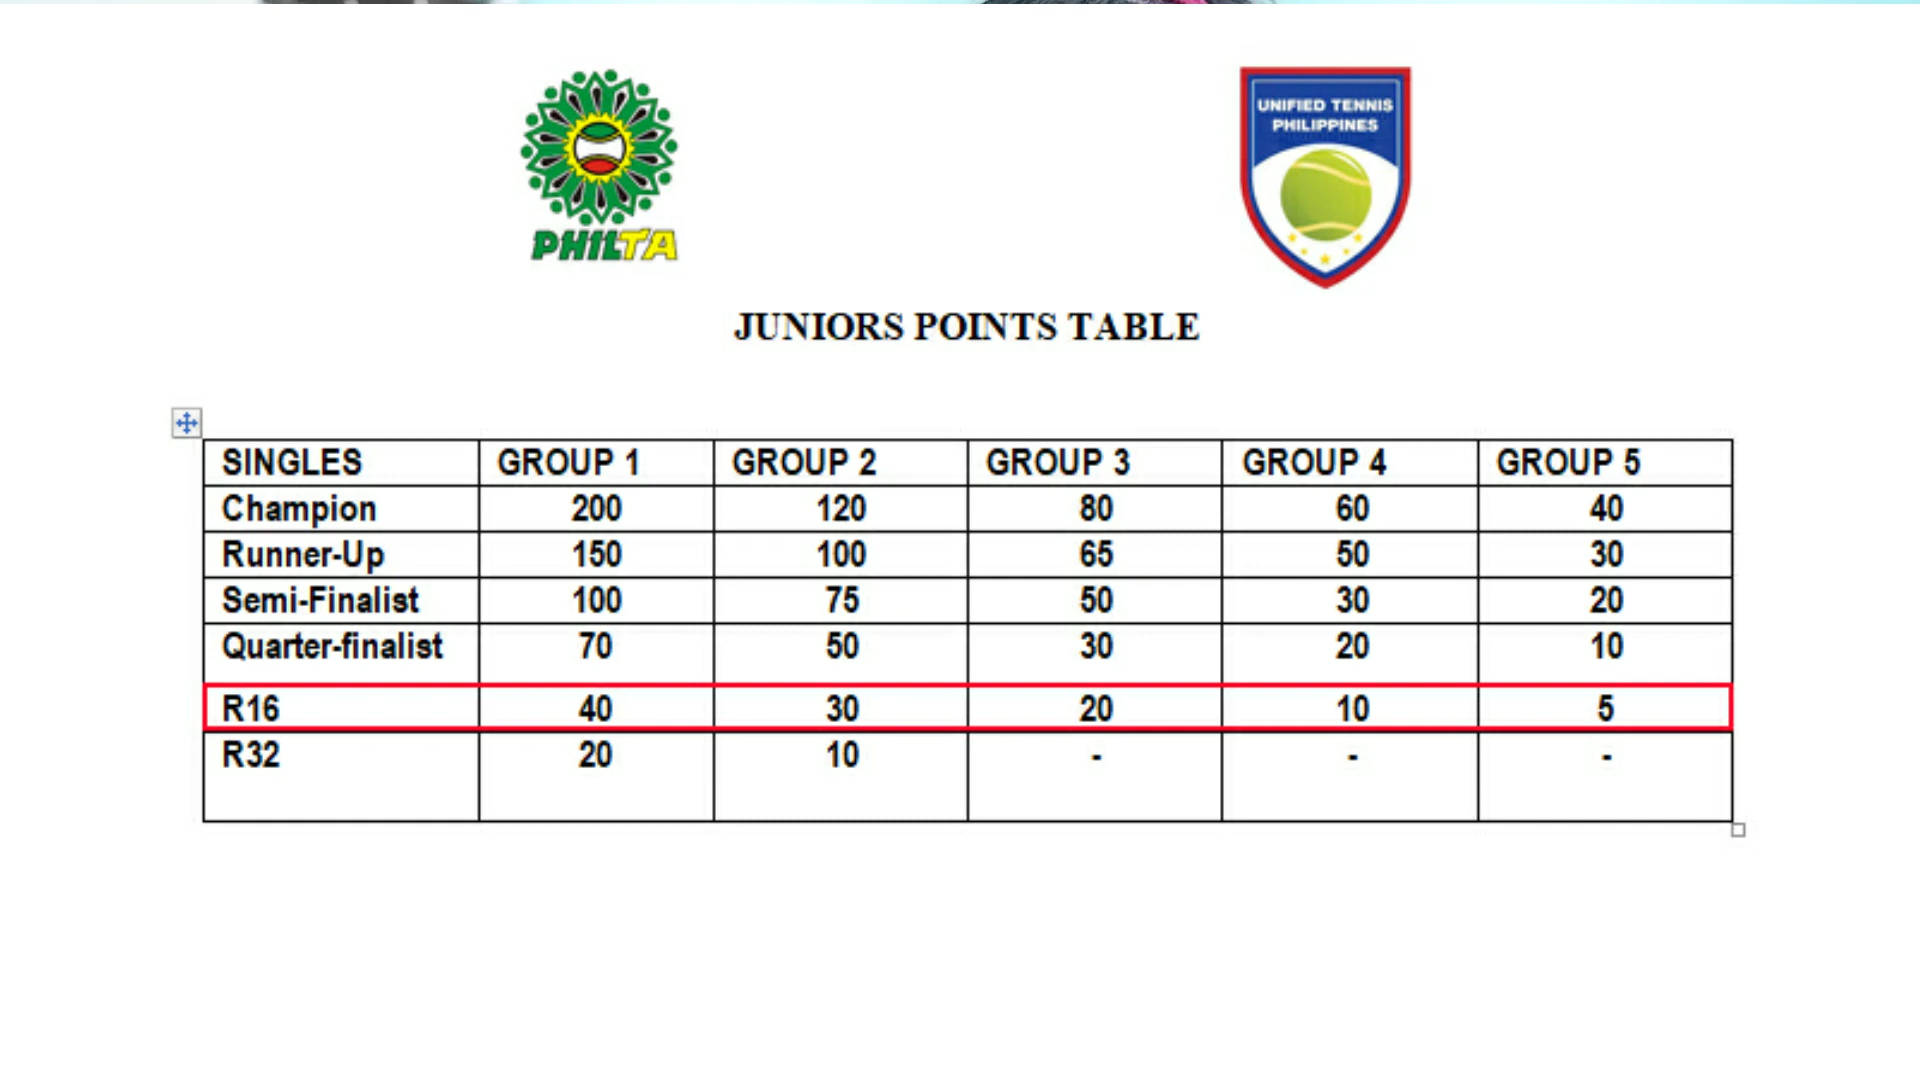 PHILTA
UNIFIED TENNIS
PHILIPPINES
JUNIORS POINTS TABLE
SINGLES GROUP 1 GROUP 2 GROUP 3 GROUP 4 GROUP 5
Champion 200 120 80 60 40
Runner-Up 150 100 65 50 30
Semi-Finalist 100 75 50 30 20
Quarter-finalist 70 50 30 20 10
R16 40 30 20 10 5
R32 20 10 - - -